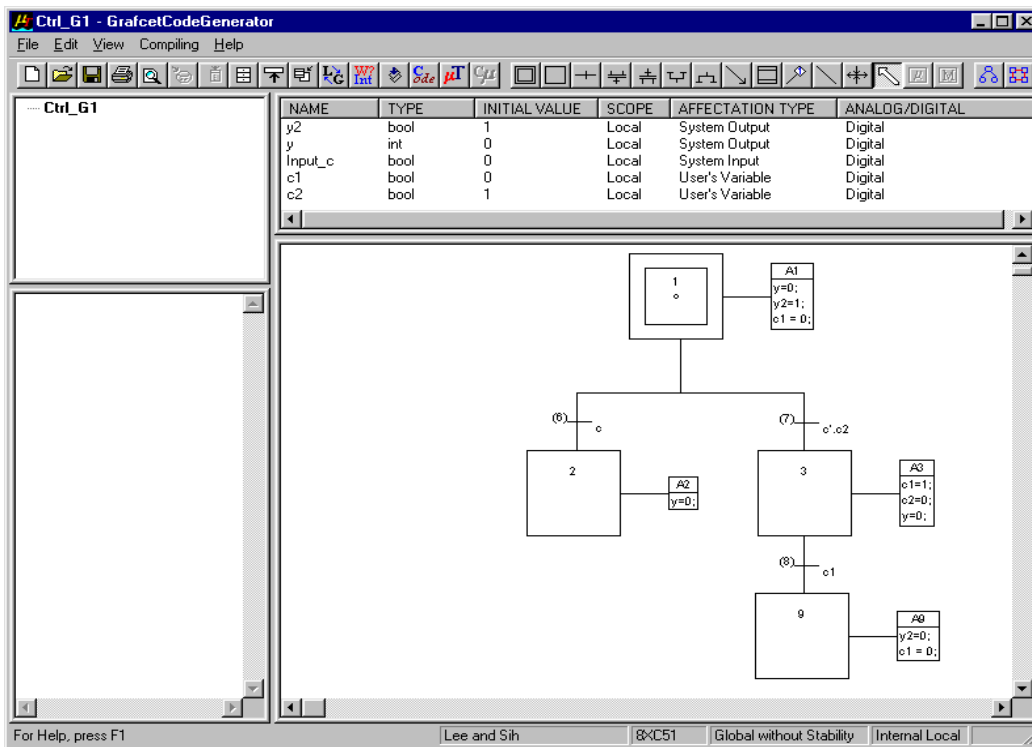 Ctrl_G1 - GrafcetCodeGenerator
File Edit View Compiling Help
W? Int Code μT Cμ μ M
Ctrl_G1
NAME TYPE INITIAL VALUE SCOPE AFFECTATION TYPE ANALOG/DIGITAL
y2 bool 1 Local System Output Digital
y int 0 Local System Output Digital
Input_c bool 0 Local System Input Digital
c1 bool 0 Local User's Variable Digital
c2 bool 1 Local User's Variable Digital
1
A1
y=0;
y2=1;
c1 = 0;
(6) c
(7) c'.c2
2
A2
y=0;
3
A3
c1=1;
c2=0;
y=0;
(8) c1
9
A9
y2=0;
c1 = 0;
For Help, press F1 Lee and Sih 8XC51 Global without Stability Internal Local